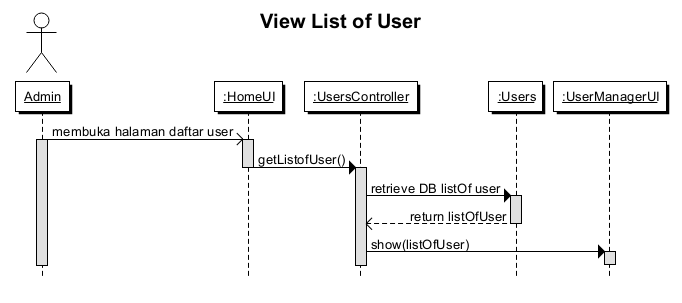 View List of User
Admin
:HomeUI
:UsersController
:Users
:UserManagerUI
membuka halaman daftar user
getListofUser()
retrieve DB listOf user
return listOfUser
show(listOfUser)